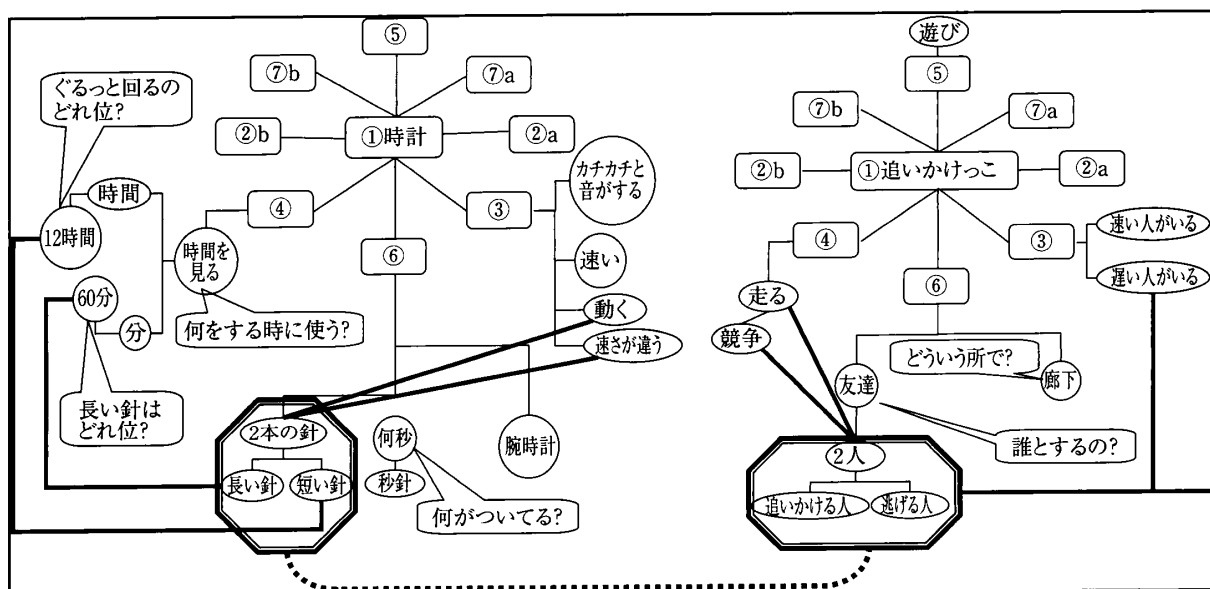 ⑤
⑦b
⑦a
②b
①時計
②a
④
③
⑥
ぐるっと回るの
どれ位?
時間
12時間
60分
分
時間を
見る
何をする時に使う?
長い針は
どれ位?
カチカチと
音がする
速い
動く
速さが違う
2本の針
長い針
短い針
何秒
秒針
何がついてる?
腕時計
遊び
⑤
⑦b
⑦a
②b
①追いかけっこ
②a
④
③
⑥
速い人がいる
遅い人がいる
走る
競争
どういう所で?
友達
廊下
誰とするの?
2人
追いかける人
逃げる人